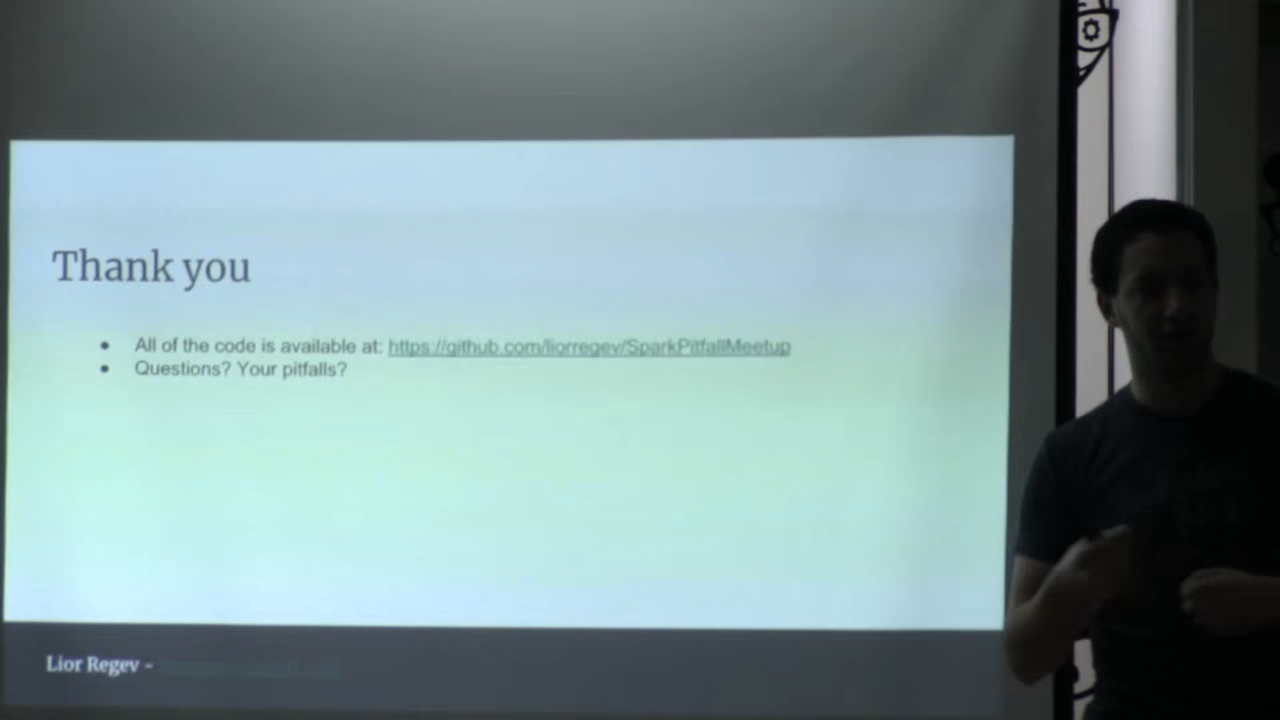 Thank you
● All of the code is available at: https://github.com/liorregev/SparkPitfallMeetup
● Questions? Your pitfalls?
Lior Regev -